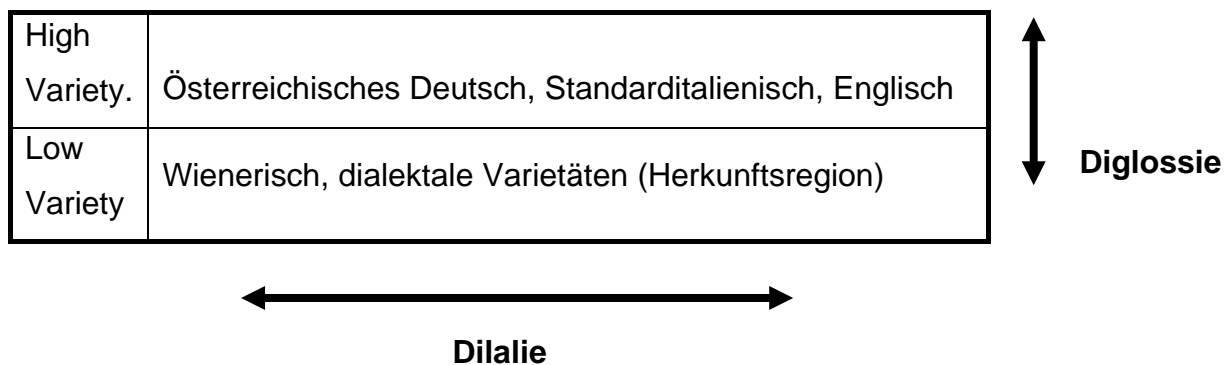 High
Variety.
Österreichisches Deutsch, Standarditalienisch, Englisch
Low
Variety
Wienerisch, dialektale Varietäten (Herkunftsregion)
Diglossie
Dilalie